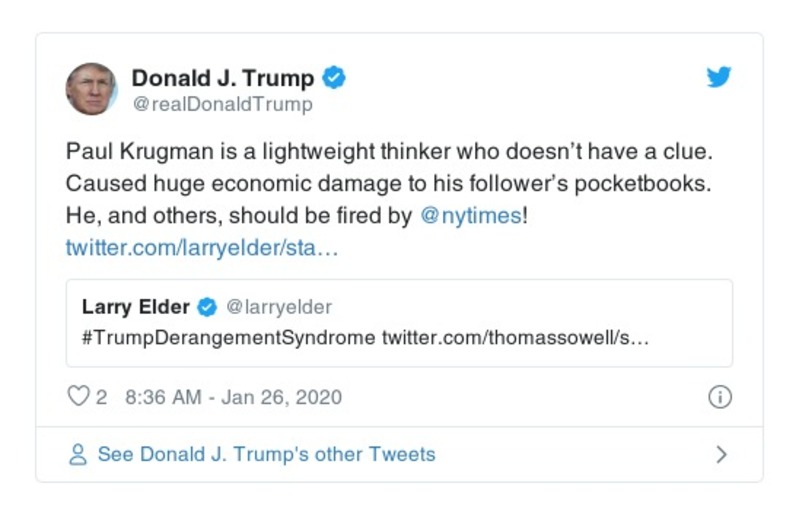 Donald J. Trump
@realDonaldTrump
Paul Krugman is a lightweight thinker who doesn’t have a clue.
Caused huge economic damage to his follower’s pocketbooks.
He, and others, should be fired by @nytimes!
twitter.com/larryelder/sta…
Larry Elder @larryelder
#TrumpDerangementSyndrome twitter.com/thomassowell/s…
2 8:36 AM - Jan 26, 2020
See Donald J. Trump's other Tweets